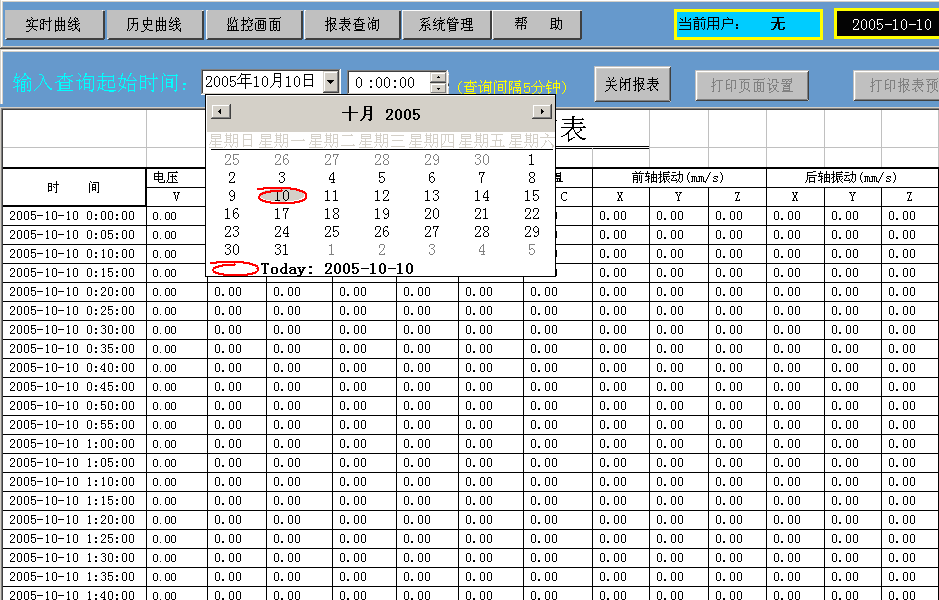 实时曲线 历史曲线 监控画面 报表查询 系统管理 帮 助 当前用户： 无 2005-10-10
输入查询起始时间： 2005年10月10日 0:00:00 (查询间隔5分钟) 关闭报表 打印页面设置 打印报表预
十月 2005 表
星期日 星期一 星期二 星期三 星期四 星期五 星期六
25 26 27 28 29 30 1
2 3 4 5 6 7 8
9 10 11 12 13 14 15
16 17 18 19 20 21 22
23 24 25 26 27 28 29
30 31 1 2 3 4 5
Today: 2005-10-10
时 间 电压 温 前轴振动(mm/s) 后轴振动(mm/s)
V C X Y Z X Y Z
2005-10-10 0:00:00 0.00 0.00 0.00 0.00 0.00 0.00 0.00
2005-10-10 0:05:00 0.00 0.00 0.00 0.00 0.00 0.00 0.00
2005-10-10 0:10:00 0.00 0.00 0.00 0.00 0.00 0.00 0.00
2005-10-10 0:15:00 0.00 0.00 0.00 0.00 0.00 0.00 0.00
2005-10-10 0:20:00 0.00 0.00 0.00 0.00 0.00 0.00 0.00 0.00 0.00 0.00 0.00 0.00 0.00
2005-10-10 0:25:00 0.00 0.00 0.00 0.00 0.00 0.00 0.00 0.00 0.00 0.00 0.00 0.00 0.00
2005-10-10 0:30:00 0.00 0.00 0.00 0.00 0.00 0.00 0.00 0.00 0.00 0.00 0.00 0.00 0.00
2005-10-10 0:35:00 0.00 0.00 0.00 0.00 0.00 0.00 0.00 0.00 0.00 0.00 0.00 0.00 0.00
2005-10-10 0:40:00 0.00 0.00 0.00 0.00 0.00 0.00 0.00 0.00 0.00 0.00 0.00 0.00 0.00
2005-10-10 0:45:00 0.00 0.00 0.00 0.00 0.00 0.00 0.00 0.00 0.00 0.00 0.00 0.00 0.00
2005-10-10 0:50:00 0.00 0.00 0.00 0.00 0.00 0.00 0.00 0.00 0.00 0.00 0.00 0.00 0.00
2005-10-10 0:55:00 0.00 0.00 0.00 0.00 0.00 0.00 0.00 0.00 0.00 0.00 0.00 0.00 0.00
2005-10-10 1:00:00 0.00 0.00 0.00 0.00 0.00 0.00 0.00 0.00 0.00 0.00 0.00 0.00 0.00
2005-10-10 1:05:00 0.00 0.00 0.00 0.00 0.00 0.00 0.00 0.00 0.00 0.00 0.00 0.00 0.00
2005-10-10 1:10:00 0.00 0.00 0.00 0.00 0.00 0.00 0.00 0.00 0.00 0.00 0.00 0.00 0.00
2005-10-10 1:15:00 0.00 0.00 0.00 0.00 0.00 0.00 0.00 0.00 0.00 0.00 0.00 0.00 0.00
2005-10-10 1:20:00 0.00 0.00 0.00 0.00 0.00 0.00 0.00 0.00 0.00 0.00 0.00 0.00 0.00
2005-10-10 1:25:00 0.00 0.00 0.00 0.00 0.00 0.00 0.00 0.00 0.00 0.00 0.00 0.00 0.00
2005-10-10 1:30:00 0.00 0.00 0.00 0.00 0.00 0.00 0.00 0.00 0.00 0.00 0.00 0.00 0.00
2005-10-10 1:35:00 0.00 0.00 0.00 0.00 0.00 0.00 0.00 0.00 0.00 0.00 0.00 0.00 0.00
2005-10-10 1:40:00 0.00 0.00 0.00 0.00 0.00 0.00 0.00 0.00 0.00 0.00 0.00 0.00 0.00